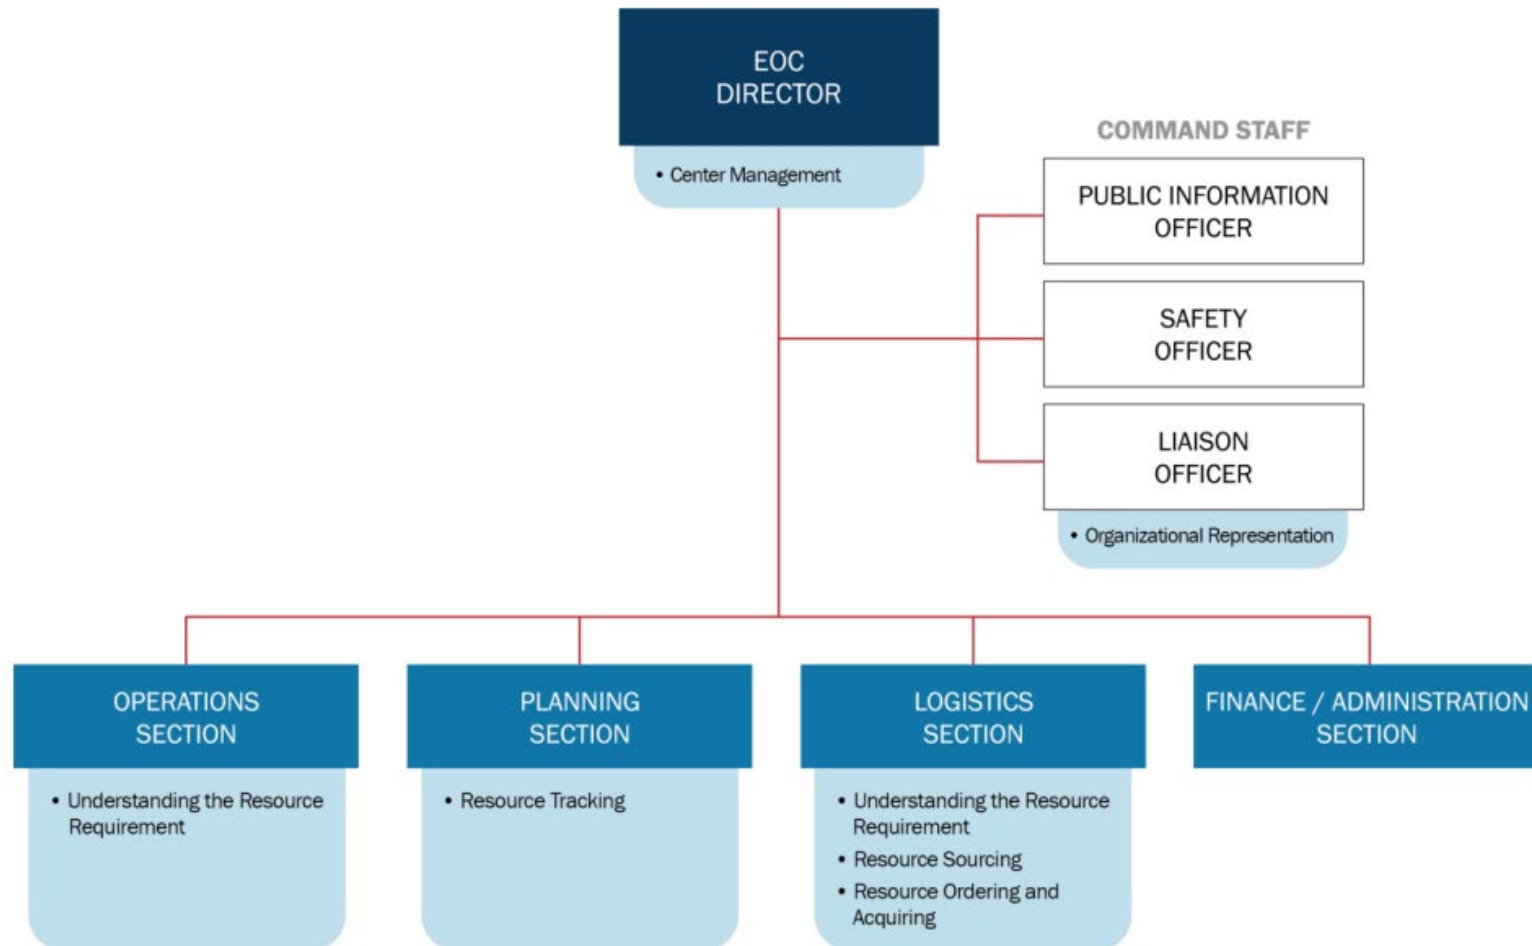 EOC
DIRECTOR
• Center Management
COMMAND STAFF
PUBLIC INFORMATION
OFFICER
SAFETY
OFFICER
LIAISON
OFFICER
• Organizational Representation
OPERATIONS
SECTION
• Understanding the Resource
Requirement
PLANNING
SECTION
• Resource Tracking
LOGISTICS
SECTION
• Understanding the Resource
Requirement
• Resource Sourcing
• Resource Ordering and
Acquiring
FINANCE / ADMINISTRATION
SECTION